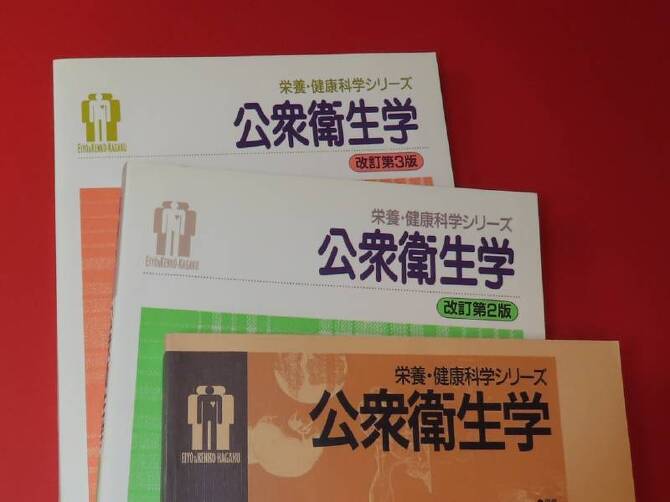 栄養・健康科学シリーズ
公衆衛生学
改訂第3版
EIYO&KENKO-KAGAKU
栄養・健康科学シリーズ
公衆衛生学
改訂第2版
EIYO&KENKO-KAGAKU
栄養・健康科学シリーズ
公衆衛生学
EIYO&KENKO KAGAKU